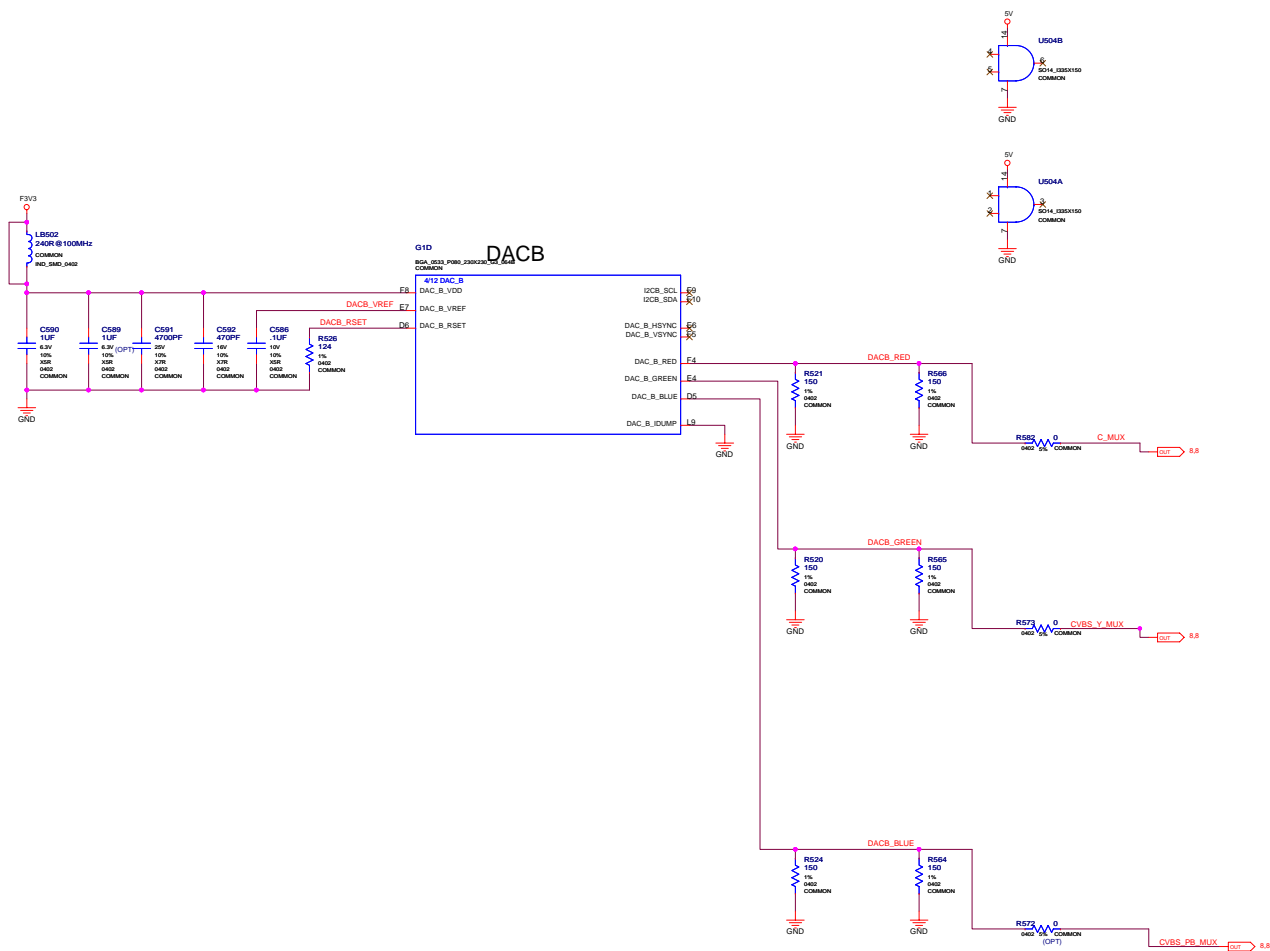 5V
14
U504B
4
5
6
SO14_I335X150
COMMON
7
GND
5V
14
U504A
1
2
3
SO14_I335X150
COMMON
7
GND
F3V3
LB502
240R@100MHz
COMMON
IND_SMD_0402
G1D
DACB
COMMON
4/12 DAC_B
F8 DAC_B_VDD
DACB_VREF E7 DAC_B_VREF
DACB_RSET D6 DAC_B_RSET
I2CB_SCL E9
I2CB_SDA F10
DAC_B_HSYNC E6
DAC_B_VSYNC F5
DAC_B_RED F4
DAC_B_GREEN E4
DAC_B_BLUE D5
DAC_B_IDUMP L9
GND
C590
1UF
6.3V
10%
X5R
0402
COMMON
C589
1UF
6.3V
(OPT)
10%
X5R
0402
COMMON
C591
4700PF
25V
10%
X7R
0402
COMMON
C592
470PF
16V
10%
X7R
0402
COMMON
C586
.1UF
10V
10%
X5R
0402
COMMON
R526
124
1%
0402
COMMON
GND
DACB_RED
R521
150
1%
0402
COMMON
GND
R566
150
1%
0402
COMMON
GND
R582 0
0402 5% COMMON
C_MUX
OUT 8,8
DACB_GREEN
R520
150
1%
0402
COMMON
GND
R565
150
1%
0402
COMMON
GND
R573 0
0402 5% COMMON
CVBS_Y_MUX
OUT 8,8
DACB_BLUE
R524
150
1%
0402
COMMON
GND
R564
150
1%
0402
COMMON
GND
R572 0
0402 5% COMMON
(OPT)
CVBS_PB_MUX
OUT 8,8